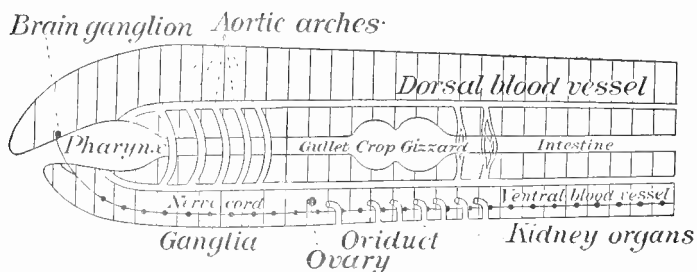 Brain ganglion Aortic arches
Dorsal blood vessel
Pharynx Gullet Crop Gizzard Intestine
Nerve cord Ventral blood vessel
Ganglia Oriduct Kidney organs
Ovary